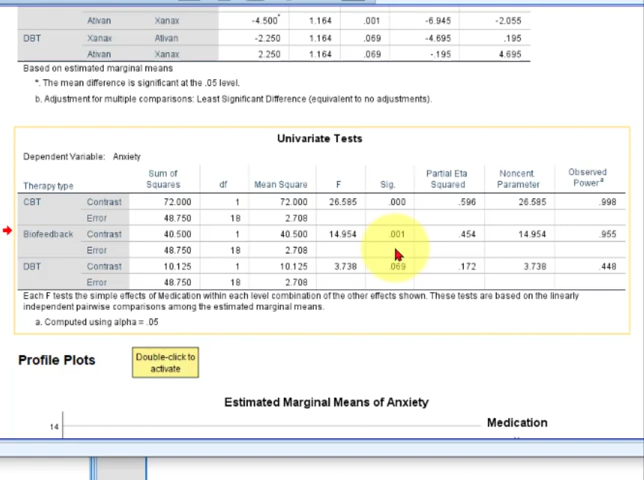 Ativan Xanax -4.500* 1.164 .001 -6.945 -2.055
DBT Xanax Ativan -2.250 1.164 .069 -4.695 .195
Ativan Xanax 2.250 1.164 .069 -.195 4.695
Based on estimated marginal means
*. The mean difference is significant at the .05 level.
b. Adjustment for multiple comparisons: Least Significant Difference (equivalent to no adjustments).
Univariate Tests
Dependent Variable: Anxiety
Therapy type Sum of Squares df Mean Square F Sig. Partial Eta Squared Noncent. Parameter Observed Power a
CBT Contrast 72.000 1 72.000 26.585 .000 .596 26.585 .998
Error 48.750 18 2.708
Biofeedback Contrast 40.500 1 40.500 14.954 .001 .454 14.954 .955
Error 48.750 18 2.708
DBT Contrast 10.125 1 10.125 3.738 .069 .172 3.738 .448
Error 48.750 18 2.708
Each F tests the simple effects of Medication within each level combination of the other effects shown. These tests are based on the linearly
independent pairwise comparisons among the estimated marginal means.
a. Computed using alpha = .05
Profile Plots
Double-click to
activate
Estimated Marginal Means of Anxiety
14
Medication